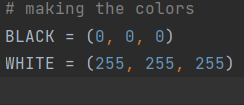 # making the colors
BLACK = (0, 0, 0)
WHITE = (255, 255, 255)